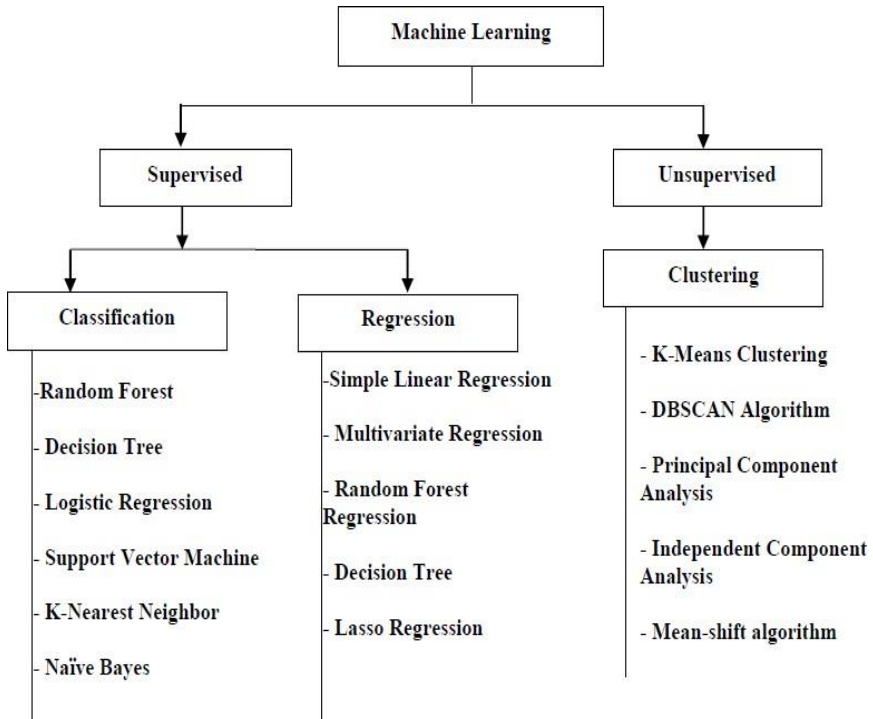 Machine Learning
Supervised
Unsupervised
Classification
-Random Forest
- Decision Tree
- Logistic Regression
- Support Vector Machine
- K-Nearest Neighbor
- Naïve Bayes
Regression
-Simple Linear Regression
- Multivariate Regression
- Random Forest
Regression
- Decision Tree
- Lasso Regression
Clustering
- K-Means Clustering
- DBSCAN Algorithm
- Principal Component
Analysis
- Independent Component
Analysis
- Mean-shift algorithm